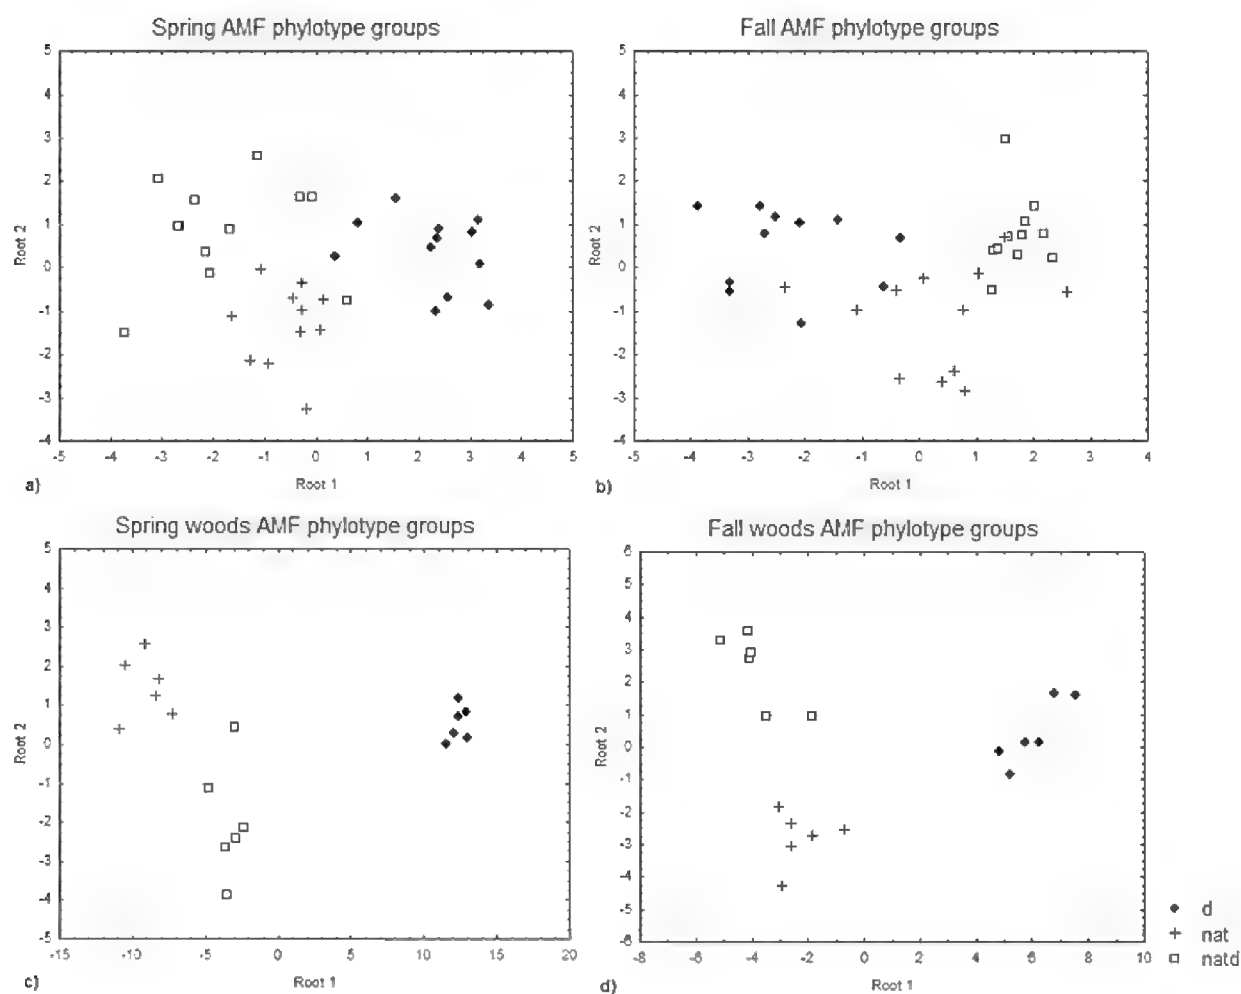 Spring AMF phylotype groups
5
4
3
2
1
0
-1
-2
-3
-4
Root 2
-5 -4 -3 -2 -1 0 1 2 3 4 5
Root 1
a)
Fall AMF phylotype groups
5
4
3
2
1
0
-1
-2
-3
-4
Root 2
-5 -4 -3 -2 -1 0 1 2 3 4
Root 1
b)
Spring woods AMF phylotype groups
5
4
3
2
1
0
-1
-2
-3
-4
-5
Root 2
-15 -10 -5 0 5 10 15 20
Root 1
c)
Fall woods AMF phylotype groups
6
5
4
3
2
1
0
-1
-2
-3
-4
-5
-6
Root 2
-8 -6 -4 -2 0 2 4 6 8 10
Root 1
d)
d
nat
natd